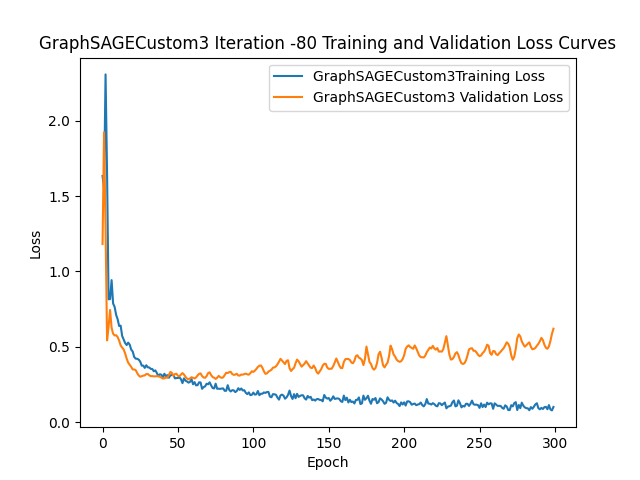 GraphSAGECustom3 Iteration -80 Training and Validation Loss Curves
GraphSAGECustom3Training Loss
GraphSAGECustom3 Validation Loss
2.0
1.5
1.0
0.5
0.0
Loss
0
50
100
150
200
250
300
Epoch